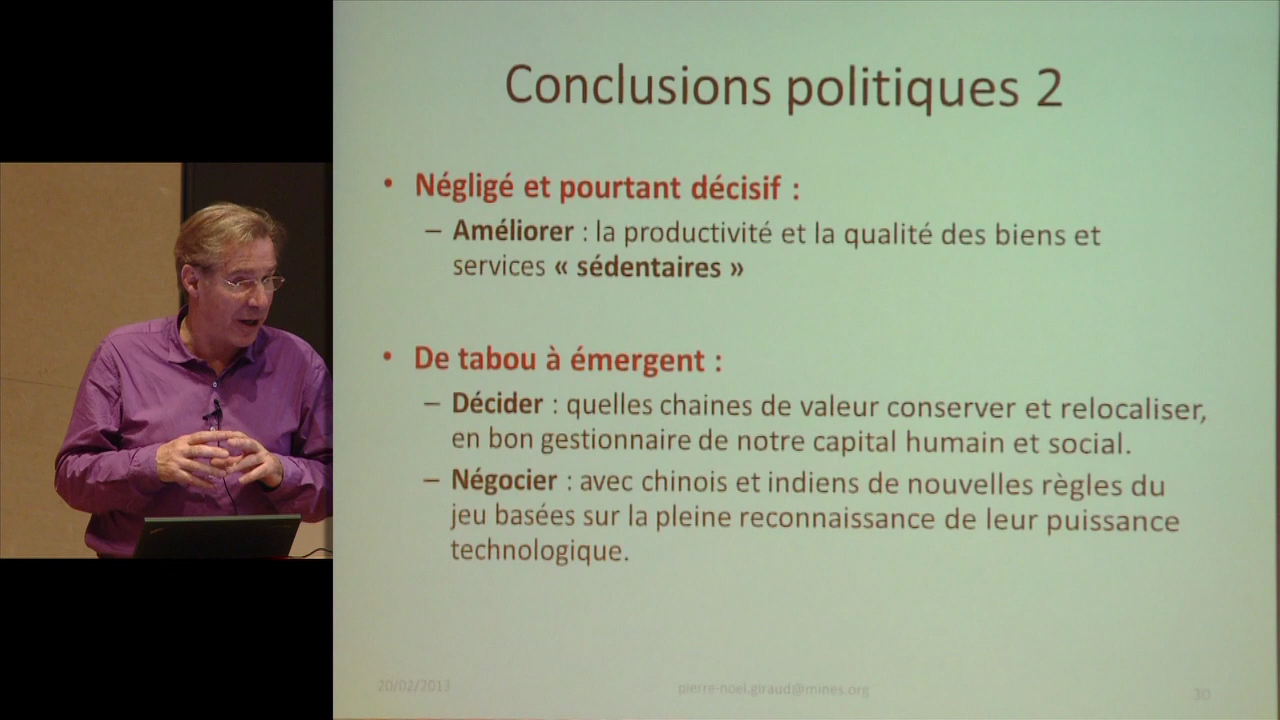 Conclusions politiques 2
• Négligé et pourtant décisif :
– Améliorer : la productivité et la qualité des biens et
services « sédentaires »
• De tabou à émergent :
– Décider : quelles chaines de valeur conserver et relocaliser,
en bon gestionnaire de notre capital humain et social.
– Négocier : avec chinois et indiens de nouvelles règles du
jeu basées sur la pleine reconnaissance de leur puissance
technologique.
20/02/2013 pierre-noel.giraud@mines.org 30